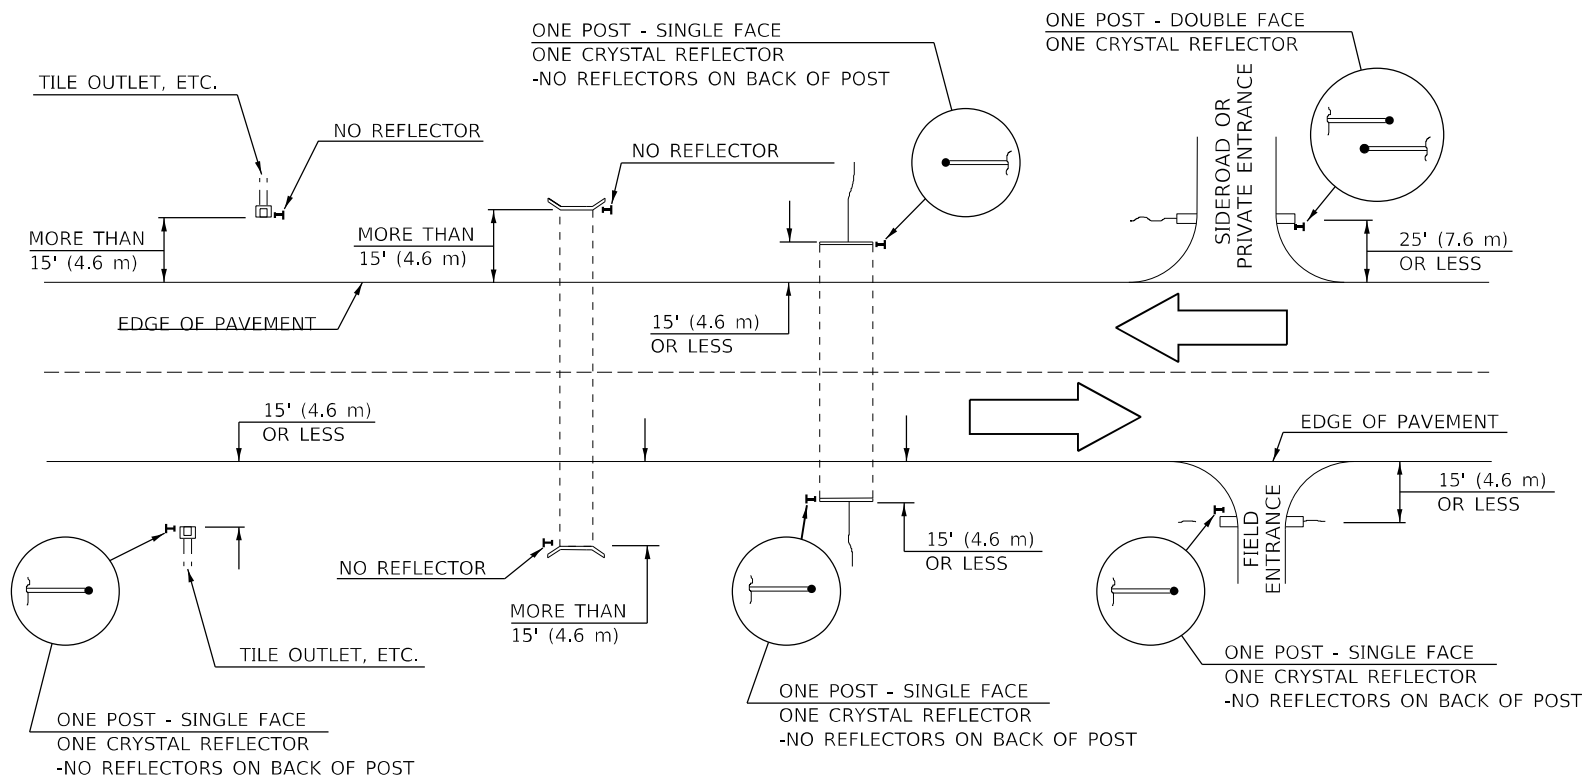 ONE POST - SINGLE FACE
ONE CRYSTAL REFLECTOR
-NO REFLECTORS ON BACK OF POST
ONE POST - DOUBLE FACE
ONE CRYSTAL REFLECTOR
TILE OUTLET, ETC.
NO REFLECTOR
NO REFLECTOR
SIDEROAD OR
PRIVATE ENTRANCE
MORE THAN
15' (4.6 m)
MORE THAN
15' (4.6 m)
25' (7.6 m)
OR LESS
EDGE OF PAVEMENT
15' (4.6 m)
OR LESS
15' (4.6 m)
OR LESS
EDGE OF PAVEMENT
15' (4.6 m)
OR LESS
FIELD
ENTRANCE
15' (4.6 m)
OR LESS
NO REFLECTOR
MORE THAN
15' (4.6 m)
TILE OUTLET, ETC.
ONE POST - SINGLE FACE
ONE CRYSTAL REFLECTOR
-NO REFLECTORS ON BACK OF POST
ONE POST - SINGLE FACE
ONE CRYSTAL REFLECTOR
-NO REFLECTORS ON BACK OF POST
ONE POST - SINGLE FACE
ONE CRYSTAL REFLECTOR
-NO REFLECTORS ON BACK OF POST